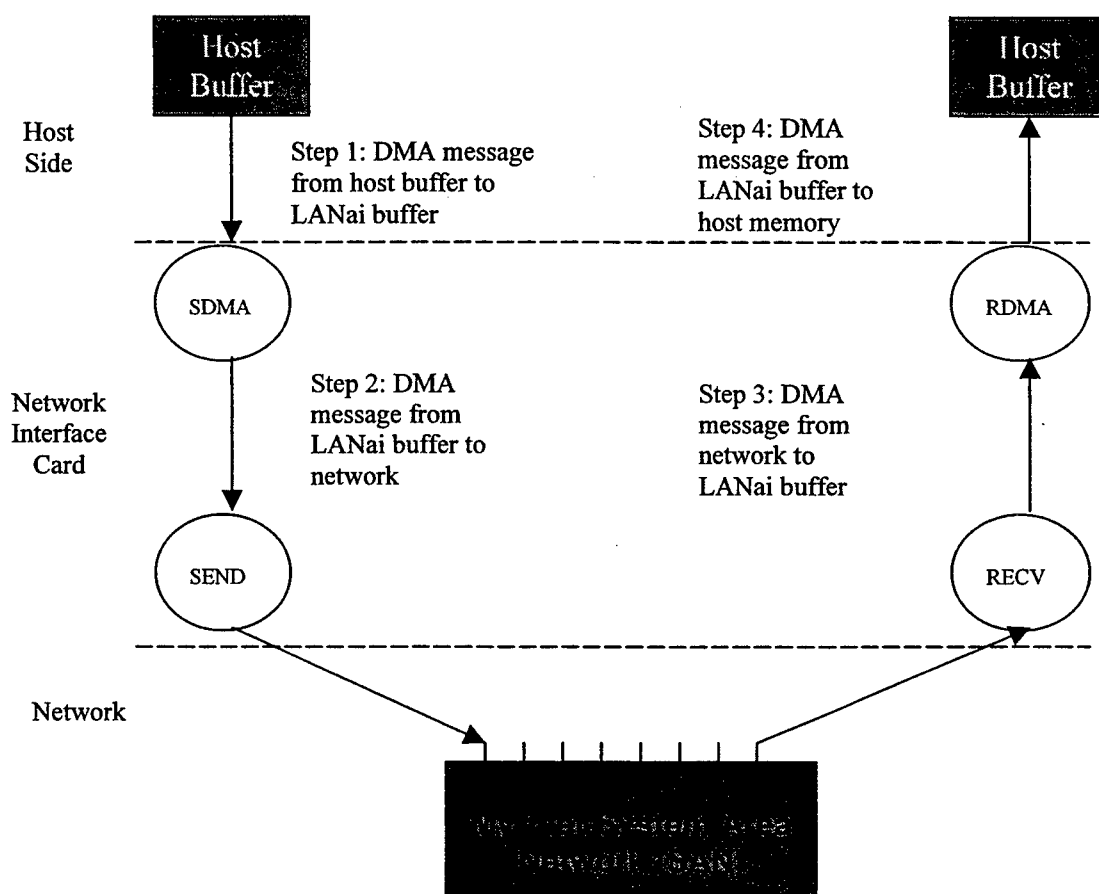 Host
Buffer
Host
Buffer
Host
Side
Step 1: DMA message
from host buffer to
LANai buffer
Step 4: DMA
message from
LANai buffer to
host memory
SDMA
RDMA
Network
Interface
Card
Step 2: DMA
message from
LANai buffer to
network
Step 3: DMA
message from
network to
LANai buffer
SEND
RECV
Network